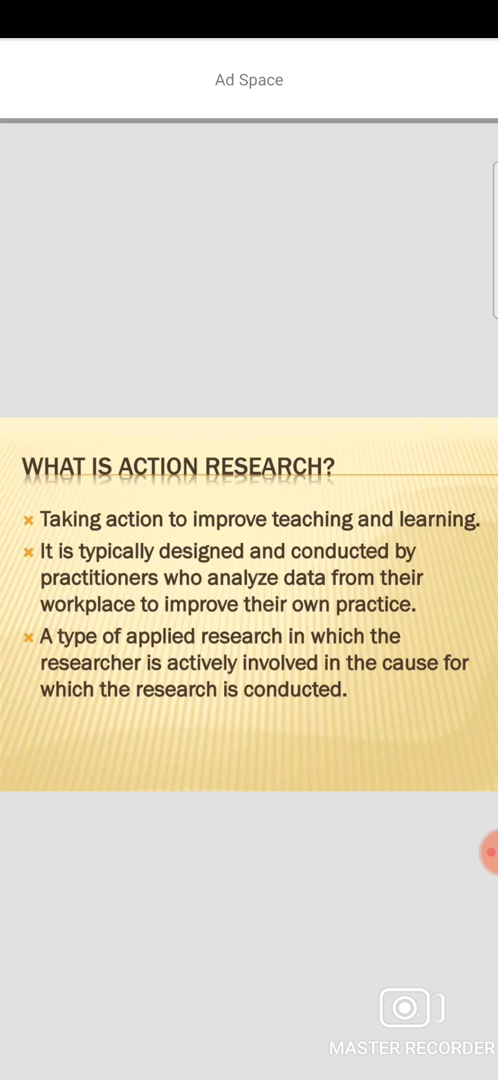 Ad Space
WHAT IS ACTION RESEARCH?
Taking action to improve teaching and learning.
It is typically designed and conducted by
practitioners who analyze data from their
workplace to improve their own practice.
A type of applied research in which the
researcher is actively involved in the cause for
which the research is conducted.
MASTER RECORDER